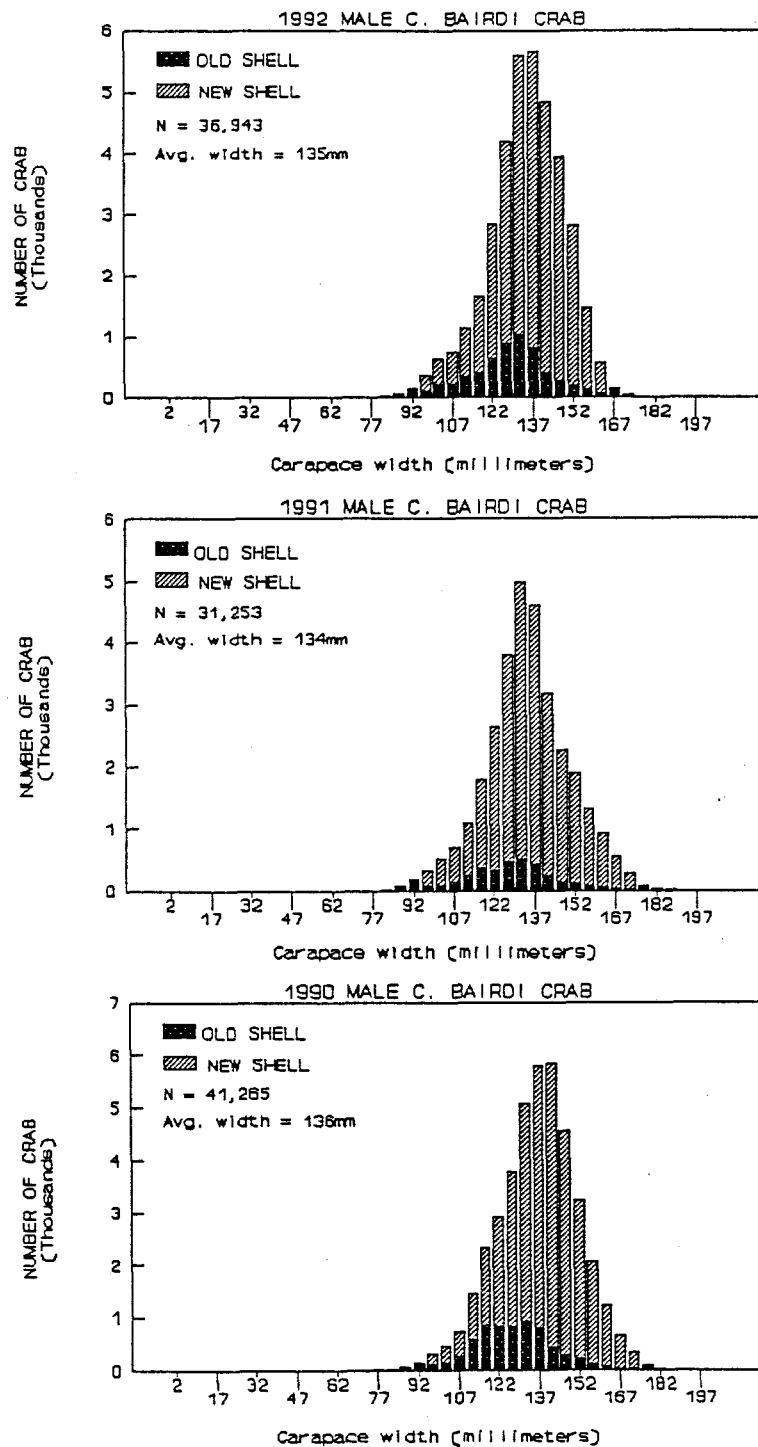 1992 MALE C. BAIRDI CRAB
6
5
4
3
2
1
0
NUMBER OF CRAB
(Thousands)
OLD SHELL
NEW SHELL
N = 36,943
Avg. width = 135mm
2 32 62 92 122 152 182
17 47 77 107 137 167 197
Carapace width (millimeters)
1991 MALE C. BAIRDI CRAB
6
5
4
3
2
1
0
NUMBER OF CRAB
(Thousands)
OLD SHELL
NEW SHELL
N = 31,253
Avg. width = 134mm
2 32 62 92 122 152 182
17 47 77 107 137 167 197
Carapace width (millimeters)
1990 MALE C. BAIRDI CRAB
7
6
5
4
3
2
1
0
NUMBER OF CRAB
(Thousands)
OLD SHELL
NEW SHELL
N = 41,265
Avg. width = 136mm
2 32 62 92 122 152 182
17 47 77 107 137 167 197
Carapace width (millimeters)